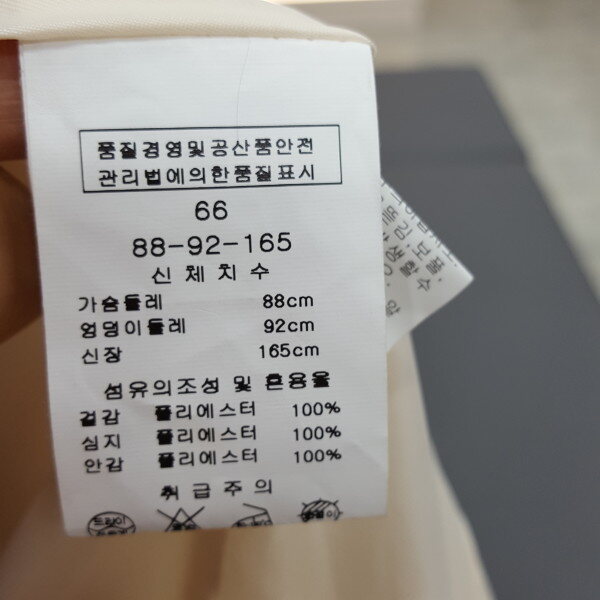 품질경영및공산품안전
관리법에의한품질표시
66
88-92-165
신체치수
가슴둘레 88cm
엉덩이둘레 92cm
신장 165cm
섬유의조성 및 혼용율
겉감 폴리에스터 100%
심지 폴리에스터 100%
안감 폴리에스터 100%
취급주의
드라이